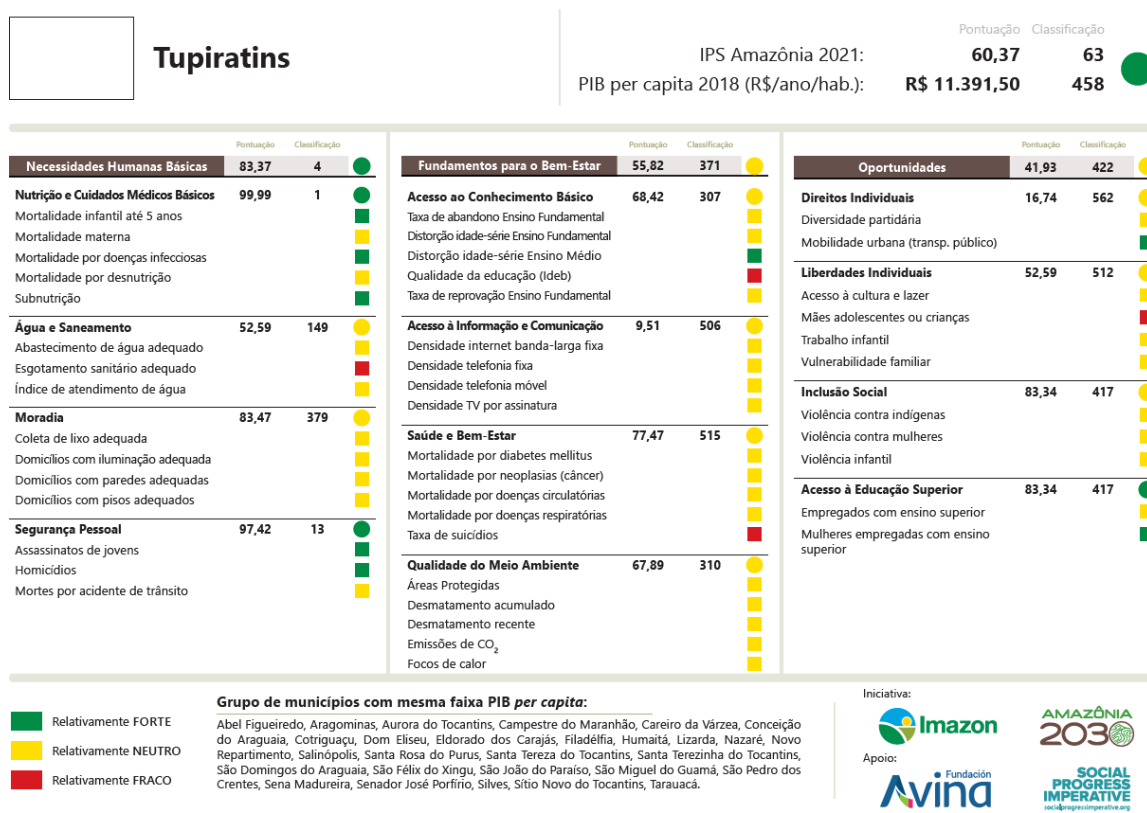 Tupiratins
Pontuação Classificação
IPS Amazônia 2021: 60,37 63
PIB per capita 2018 (R$/ano/hab.): R$ 11.391,50 458
Pontuação Classificação
Necessidades Humanas Básicas 83,37 4
Nutrição e Cuidados Médicos Básicos 99,99 1
Mortalidade infantil até 5 anos
Mortalidade materna
Mortalidade por doenças infecciosas
Mortalidade por desnutrição
Subnutrição
Água e Saneamento 52,59 149
Abastecimento de água adequado
Esgotamento sanitário adequado
Índice de atendimento de água
Moradia 83,47 379
Coleta de lixo adequada
Domicílios com iluminação adequada
Domicílios com paredes adequadas
Domicílios com pisos adequados
Segurança Pessoal 97,42 13
Assassinatos de jovens
Homicídios
Mortes por acidente de trânsito
Pontuação Classificação
Fundamentos para o Bem-Estar 55,82 371
Acesso ao Conhecimento Básico 68,42 307
Taxa de abandono Ensino Fundamental
Distorção idade-série Ensino Fundamental
Distorção idade-série Ensino Médio
Qualidade da educação (Ideb)
Taxa de reprovação Ensino Fundamental
Acesso à Informação e Comunicação 9,51 506
Densidade internet banda-larga fixa
Densidade telefonia fixa
Densidade telefonia móvel
Densidade TV por assinatura
Saúde e Bem-Estar 77,47 515
Mortalidade por diabetes mellitus
Mortalidade por neoplasias (câncer)
Mortalidade por doenças circulatórias
Mortalidade por doenças respiratórias
Taxa de suicídios
Qualidade do Meio Ambiente 67,89 310
Áreas Protegidas
Desmatamento acumulado
Desmatamento recente
Emissões de CO2
Focos de calor
Pontuação Classificação
Oportunidades 41,93 422
Direitos Individuais 16,74 562
Diversidade partidária
Mobilidade urbana (transp. público)
Liberdades Individuais 52,59 512
Acesso à cultura e lazer
Mães adolescentes ou crianças
Trabalho infantil
Vulnerabilidade familiar
Inclusão Social 83,34 417
Violência contra indígenas
Violência contra mulheres
Violência infantil
Acesso à Educação Superior 83,34 417
Empregados com ensino superior
Mulheres empregadas com ensino
superior
Relativamente FORTE
Relativamente NEUTRO
Relativamente FRACO
Grupo de municípios com mesma faixa PIB per capita:
Abel Figueiredo, Aragominas, Aurora do Tocantins, Campestre do Maranhão, Careiro da Várzea, Conceição
do Araguaia, Cotriguaçu, Dom Eliseu, Eldorado dos Carajás, Filadélfia, Humaitá, Lizarda, Nazaré, Novo
Repartimento, Salinópolis, Santa Rosa do Purus, Santa Tereza do Tocantins, Santa Terezinha do Tocantins,
São Domingos do Araguaia, São Félix do Xingu, São João do Paraíso, São Miguel do Guamá, São Pedro dos
Crentes, Sena Madureira, Senador José Porfírio, Silves, Sítio Novo do Tocantins, Tarauacá.
Iniciativa:
Imazon
AMAZÔNIA
2030
Apoio:
Fundación
Avina
SOCIAL
PROGRESS
IMPERATIVE
socialprogressimperative.org